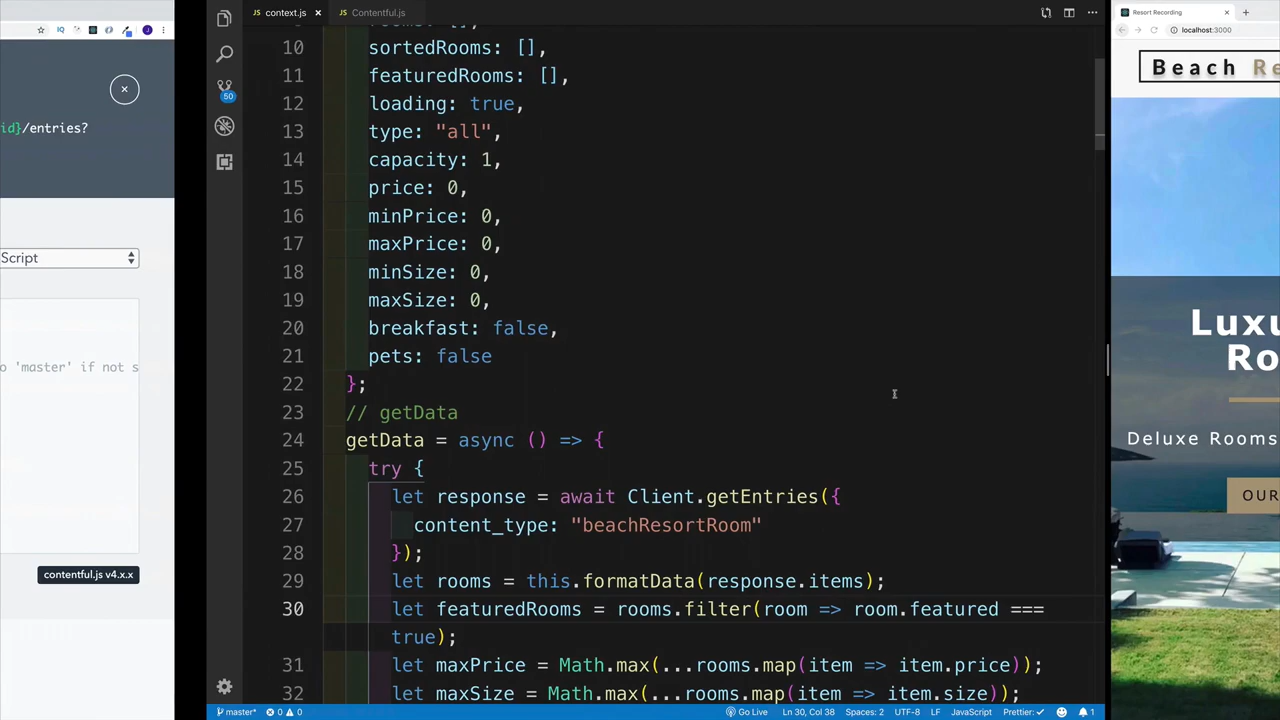 id}/entries?
Script
o 'master' if not s
contentful.js v4.x.x
context.js
Contentful.js
50
10 sortedRooms: [],
11 featuredRooms: [],
12 loading: true,
13 type: "all",
14 capacity: 1,
15 price: 0,
16 minPrice: 0,
17 maxPrice: 0,
18 minSize: 0,
19 maxSize: 0,
20 breakfast: false,
21 pets: false
22 };
23 // getData
24 getData = async () => {
25 try {
26 let response = await Client.getEntries({
27 content_type: "beachResortRoom"
28 });
29 let rooms = this.formatData(response.items);
30 let featuredRooms = rooms.filter(room => room.featured ===
true);
31 let maxPrice = Math.max(...rooms.map(item => item.price));
32 let maxSize = Math.max(...rooms.map(item => item.size));
master* 0 0 Go Live Ln 30, Col 38 Spaces: 2 UTF-8 LF JavaScript Prettier: ✓ 1
Resort Recording
localhost:3000
Beach Re
Luxu
Ro
Deluxe Rooms
OUR